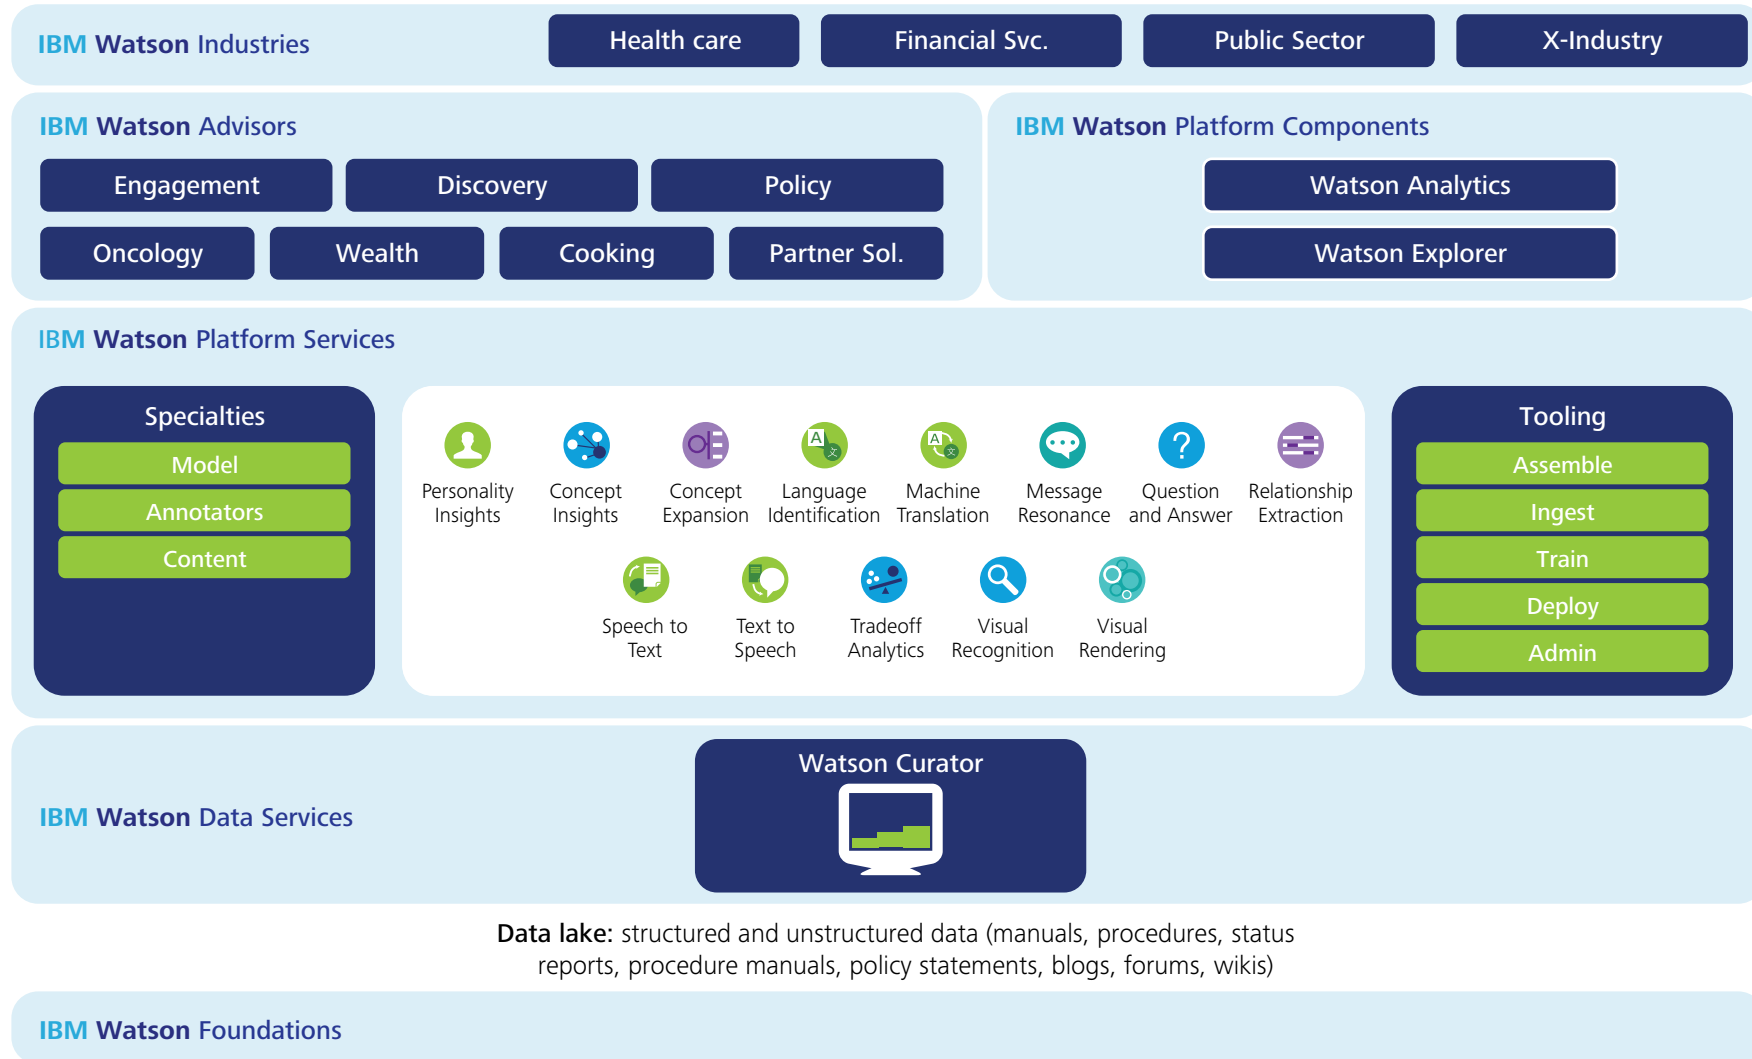 IBM Watson Industries
Health care
Financial Svc.
Public Sector
X-Industry
IBM Watson Advisors
Engagement
Discovery
Policy
Oncology
Wealth
Cooking
Partner Sol.
IBM Watson Platform Components
Watson Analytics
Watson Explorer
IBM Watson Platform Services
Specialties
Model
Annotators
Content
Personality
Insights
Concept
Insights
Concept
Expansion
A
文
Language
Identification
A
文
Machine
Translation
Message
Resonance
?
Question
and Answer
Relationship
Extraction
Speech to
Text
Text to
Speech
Tradeoff
Analytics
Visual
Recognition
Visual
Rendering
Tooling
Assemble
Ingest
Train
Deploy
Admin
IBM Watson Data Services
Watson Curator
Data lake: structured and unstructured data (manuals, procedures, status
reports, procedure manuals, policy statements, blogs, forums, wikis)
IBM Watson Foundations